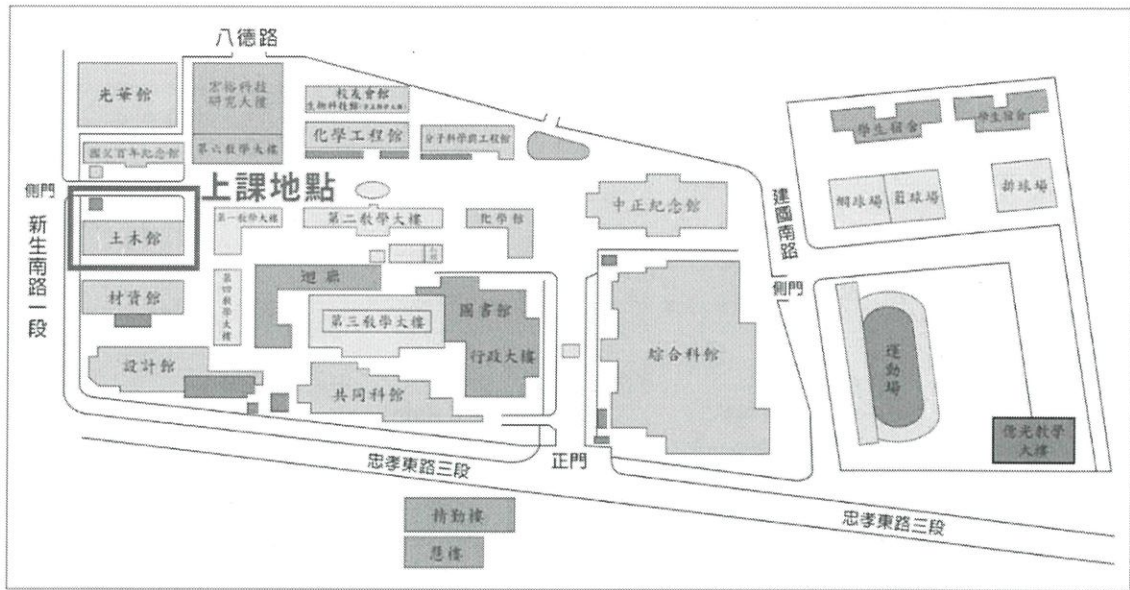 八德路
光華館
宏裕科技
研究大樓
校友會館
化學工程館
分子科學與工程館
學生宿舍
學生宿舍
國父百年紀念館
第六教學大樓
側門
上課地點
新生南路一段
土木館
第一教學大樓
第二教學大樓
化學館
中正紀念館
建國南路
網球場
籃球場
排球場
側門
材資館
第四教學大樓
迴廊
圖書館
第三教學大樓
行政大樓
綜合科館
運動場
設計館
共同科館
億光教學
大樓
忠孝東路三段
正門
忠孝東路三段
精勤樓
慧樓